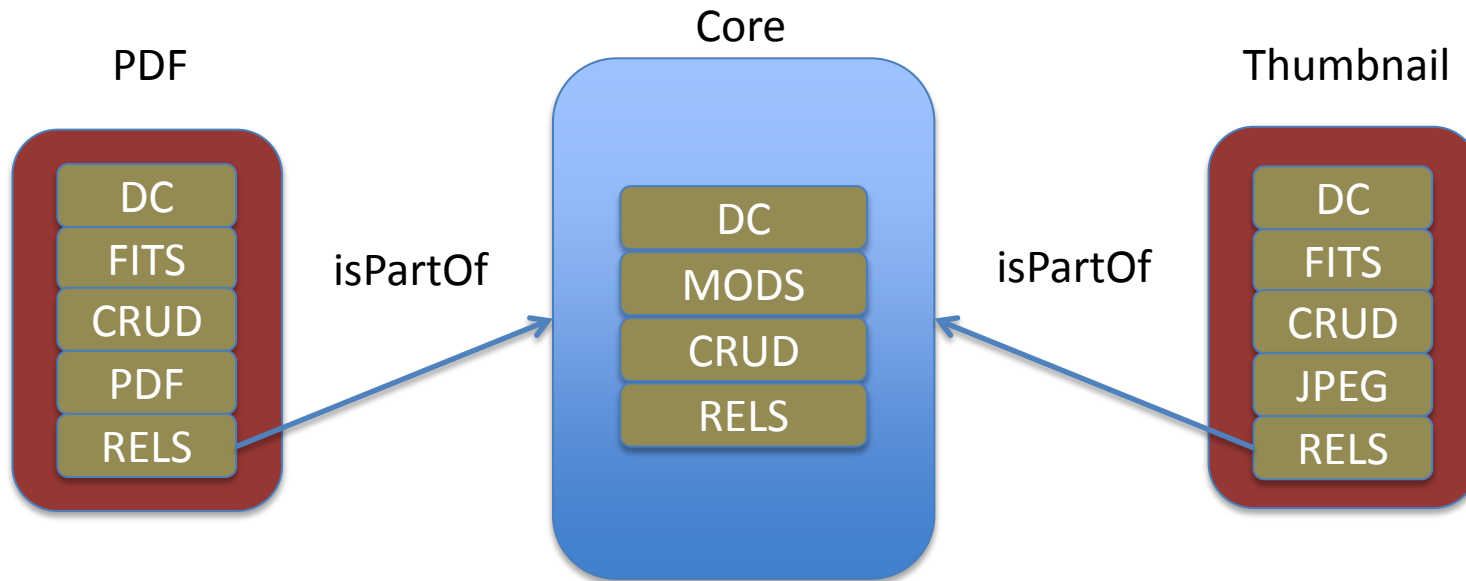 PDF
DC
FITS
CRUD
PDF
RELS
isPartOf
Core
DC
MODS
CRUD
RELS
isPartOf
Thumbnail
DC
FITS
CRUD
JPEG
RELS